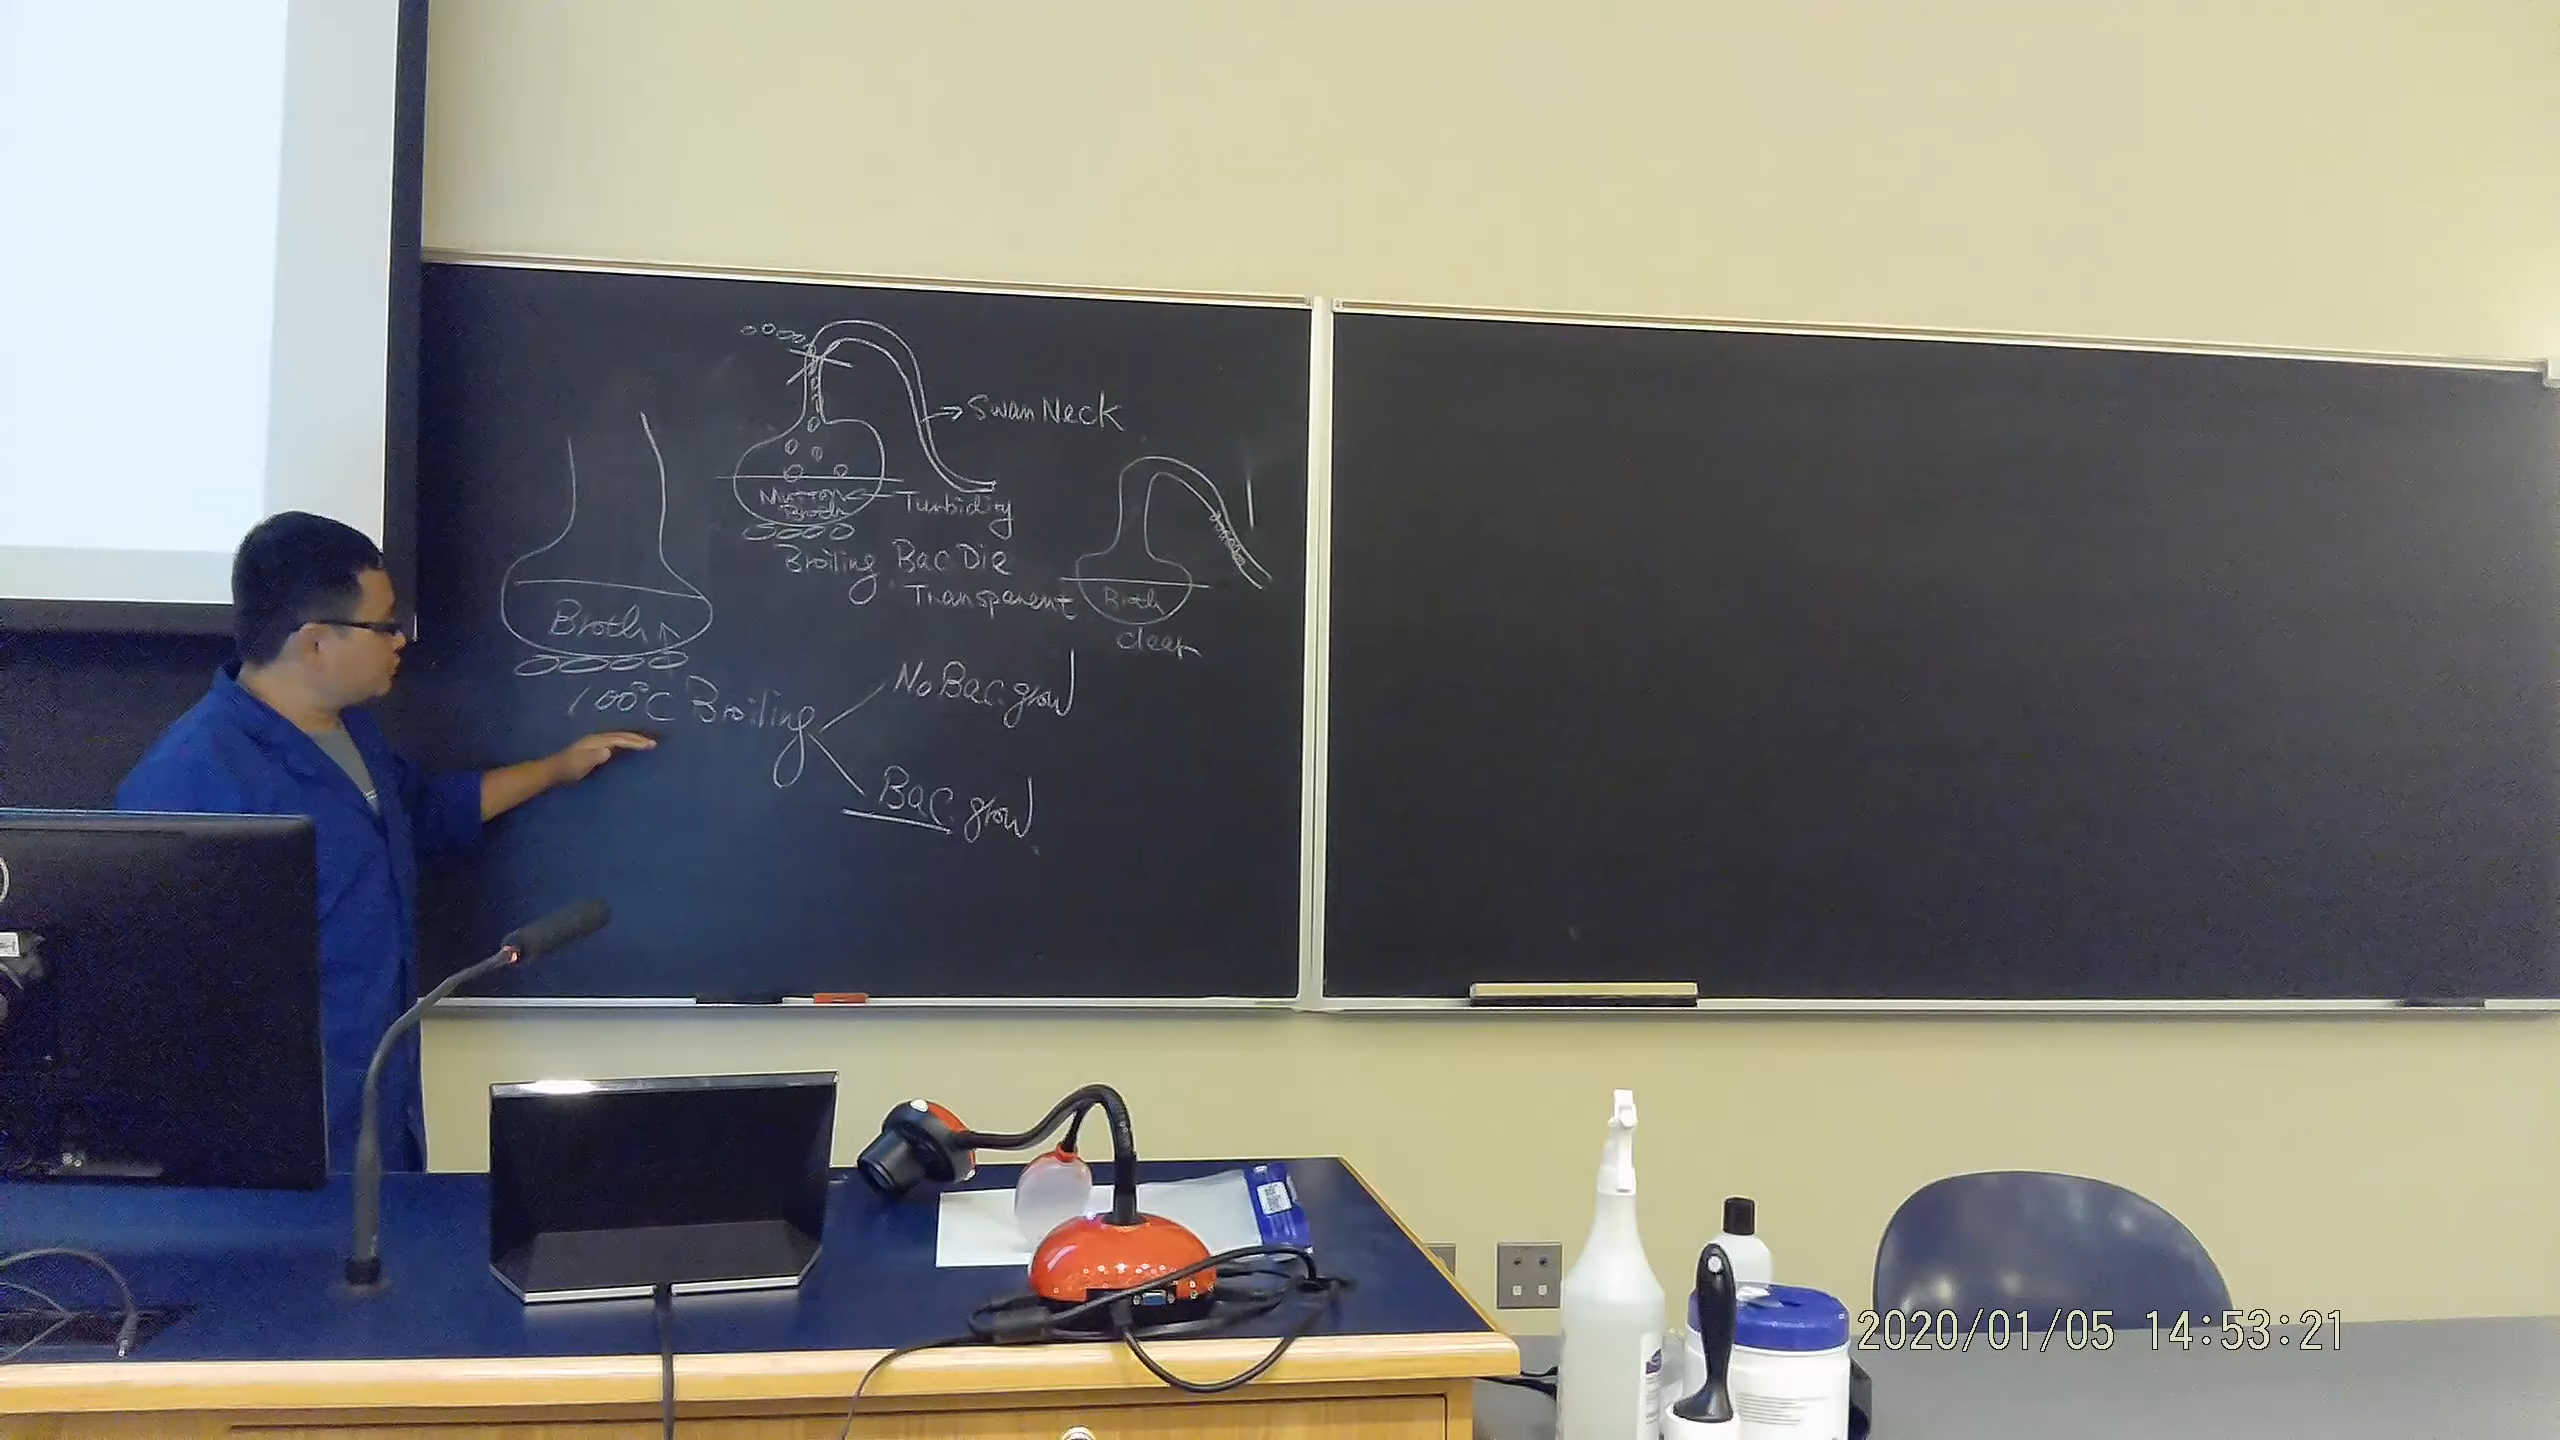 Swan Neck
Mutton
Broth
Turbidity
Broiling Bac Die
Transparent
Broth
clear
Broth
100°C Broiling
No Bac. grow
Bac. grow
2020/01/05 14:53:21